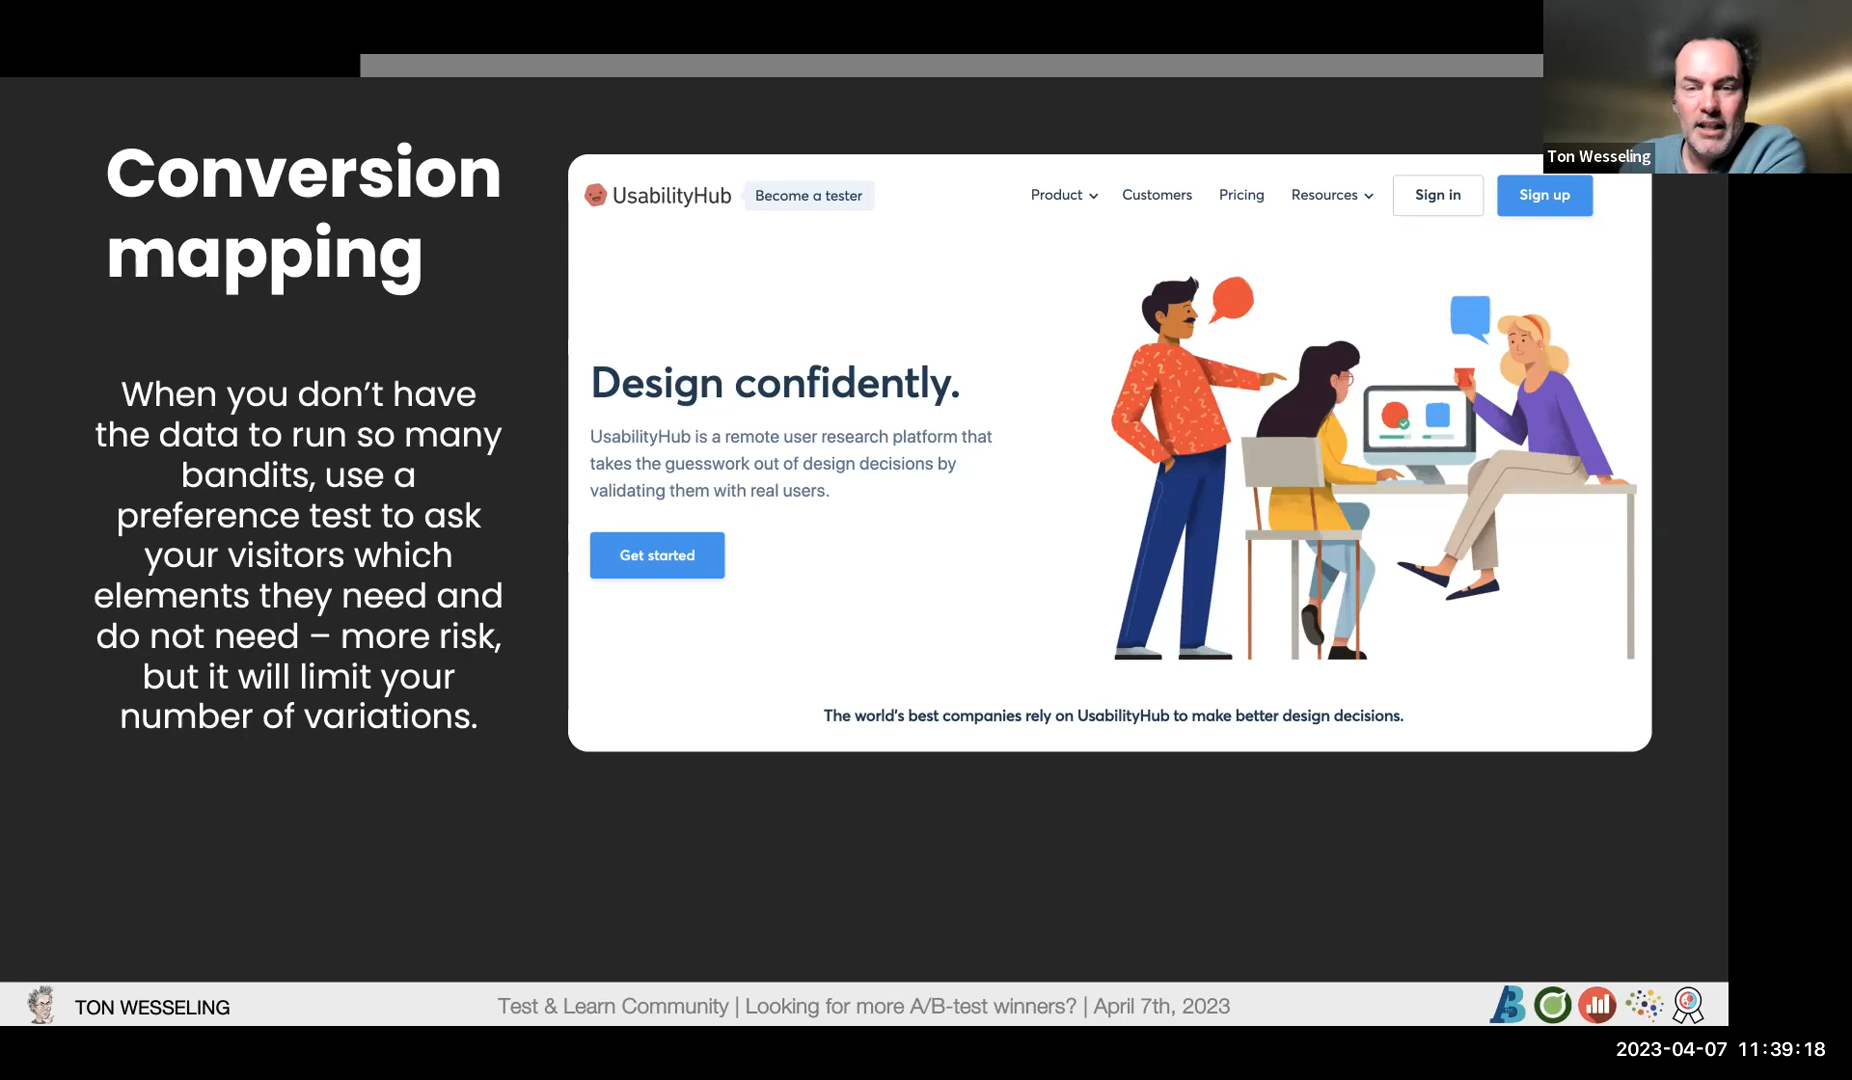 Ton Wesseling
Conversion
mapping
When you don't have
the data to run so many
bandits, use a
preference test to ask
your visitors which
elements they need and
do not need – more risk,
but it will limit your
number of variations.
UsabilityHub
Become a tester
Product
Customers
Pricing
Resources
Sign in
Sign up
Design confidently.
UsabilityHub is a remote user research platform that
takes the guesswork out of design decisions by
validating them with real users.
Get started
The world's best companies rely on UsabilityHub to make better design decisions.
TON WESSELING
Test & Learn Community | Looking for more A/B-test winners? | April 7th, 2023
2023-04-07 11:39:18